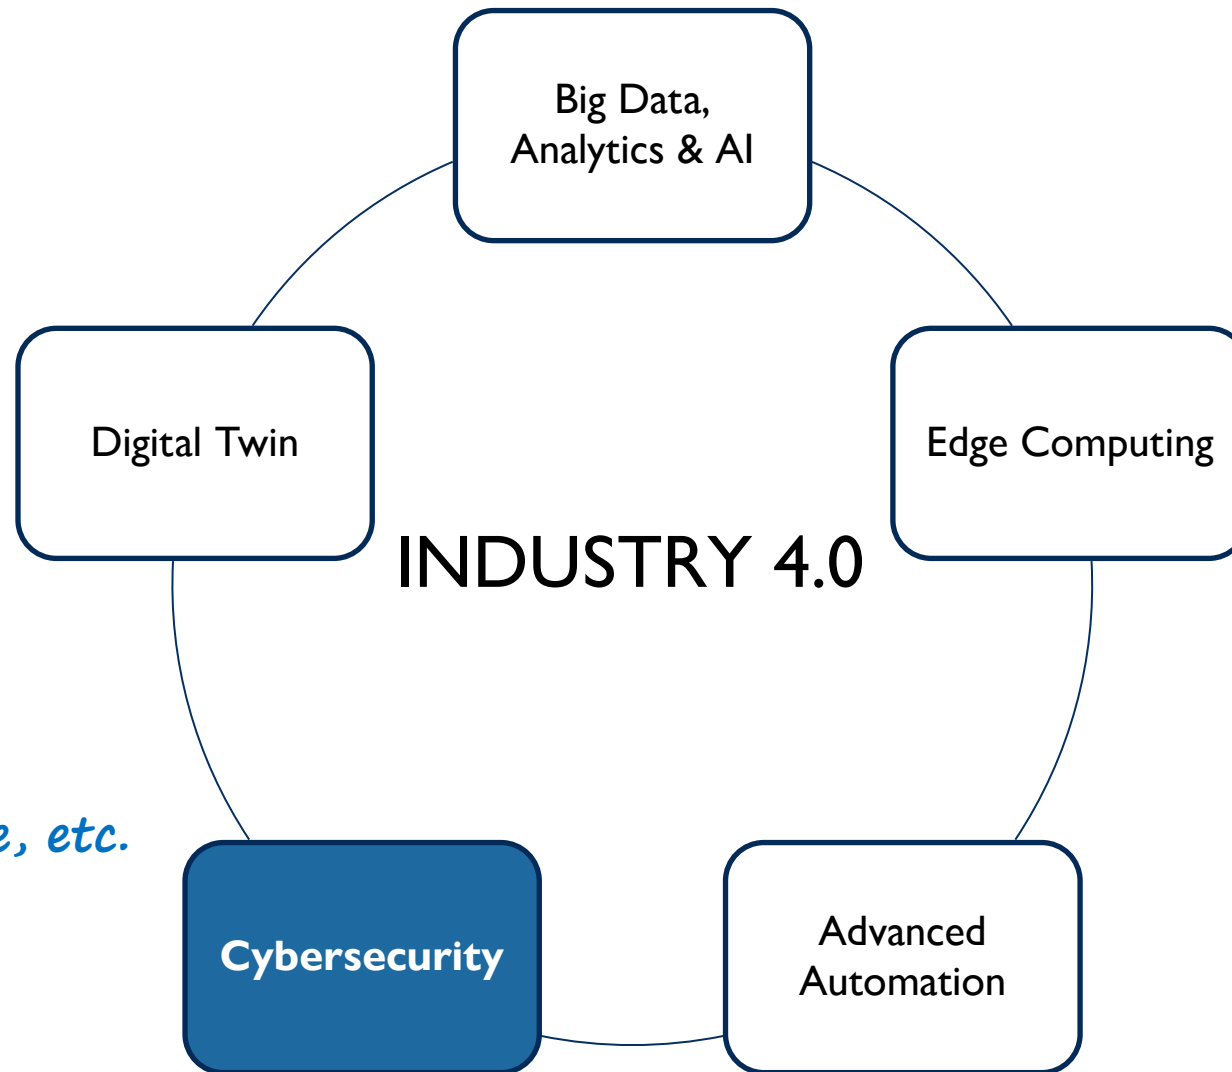 Big Data,
Analytics & AI
Digital Twin
Edge Computing
INDUSTRY 4.0
etc.
Cybersecurity
Advanced
Automation